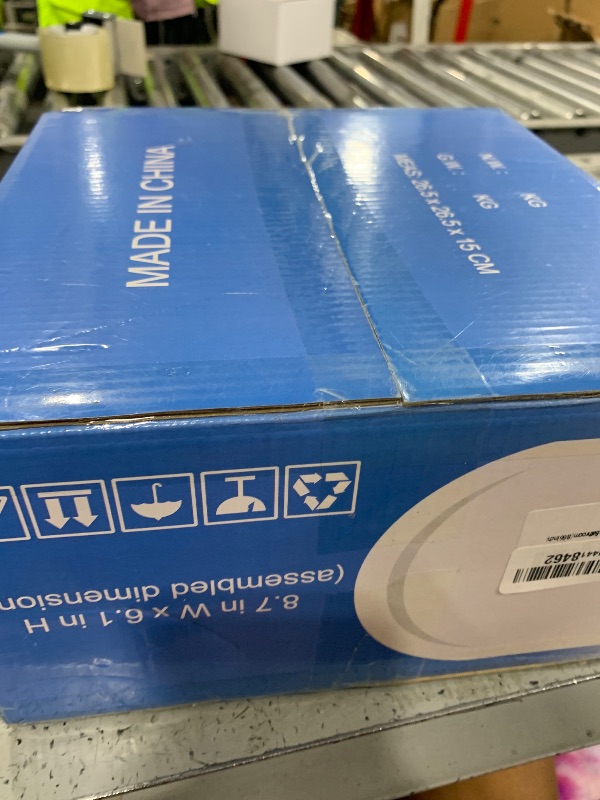 MADE IN CHINA
N.W.: KG
G.W.: KG
MEAS: 26.5 x 26.5 x 15 CM
(assembled dimension
8.7 in W x 6.1 in H
18462